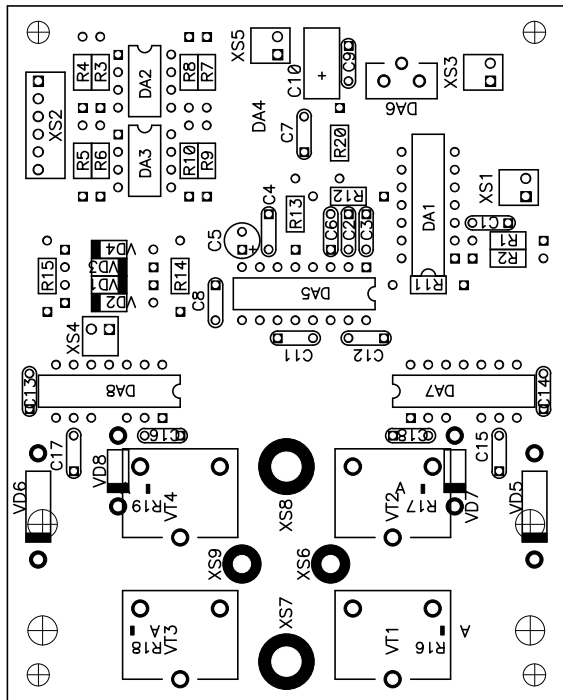 XS5
C9
C10
+
XS3
R4
R3
DA2
R8
R7
DA6
XS2
DA4
C7
R20
DA3
R5
R6
R10
R9
DA1
XS1
R12
C4
R13
C6
C2
C3
C1
C5
+
R1
R2
VD4
VD3
VD1
VD2
R15
R14
C8
DA5
R11
XS4
C11
C12
C13
DA8
DA7
C14
C17
C16
C18
C15
VD8
VD6
R19
VT4
XS8
VT2
A
R17
VD7
VD5
XS9
XS6
XS7
A
R18
VT3
VT1
R16
A